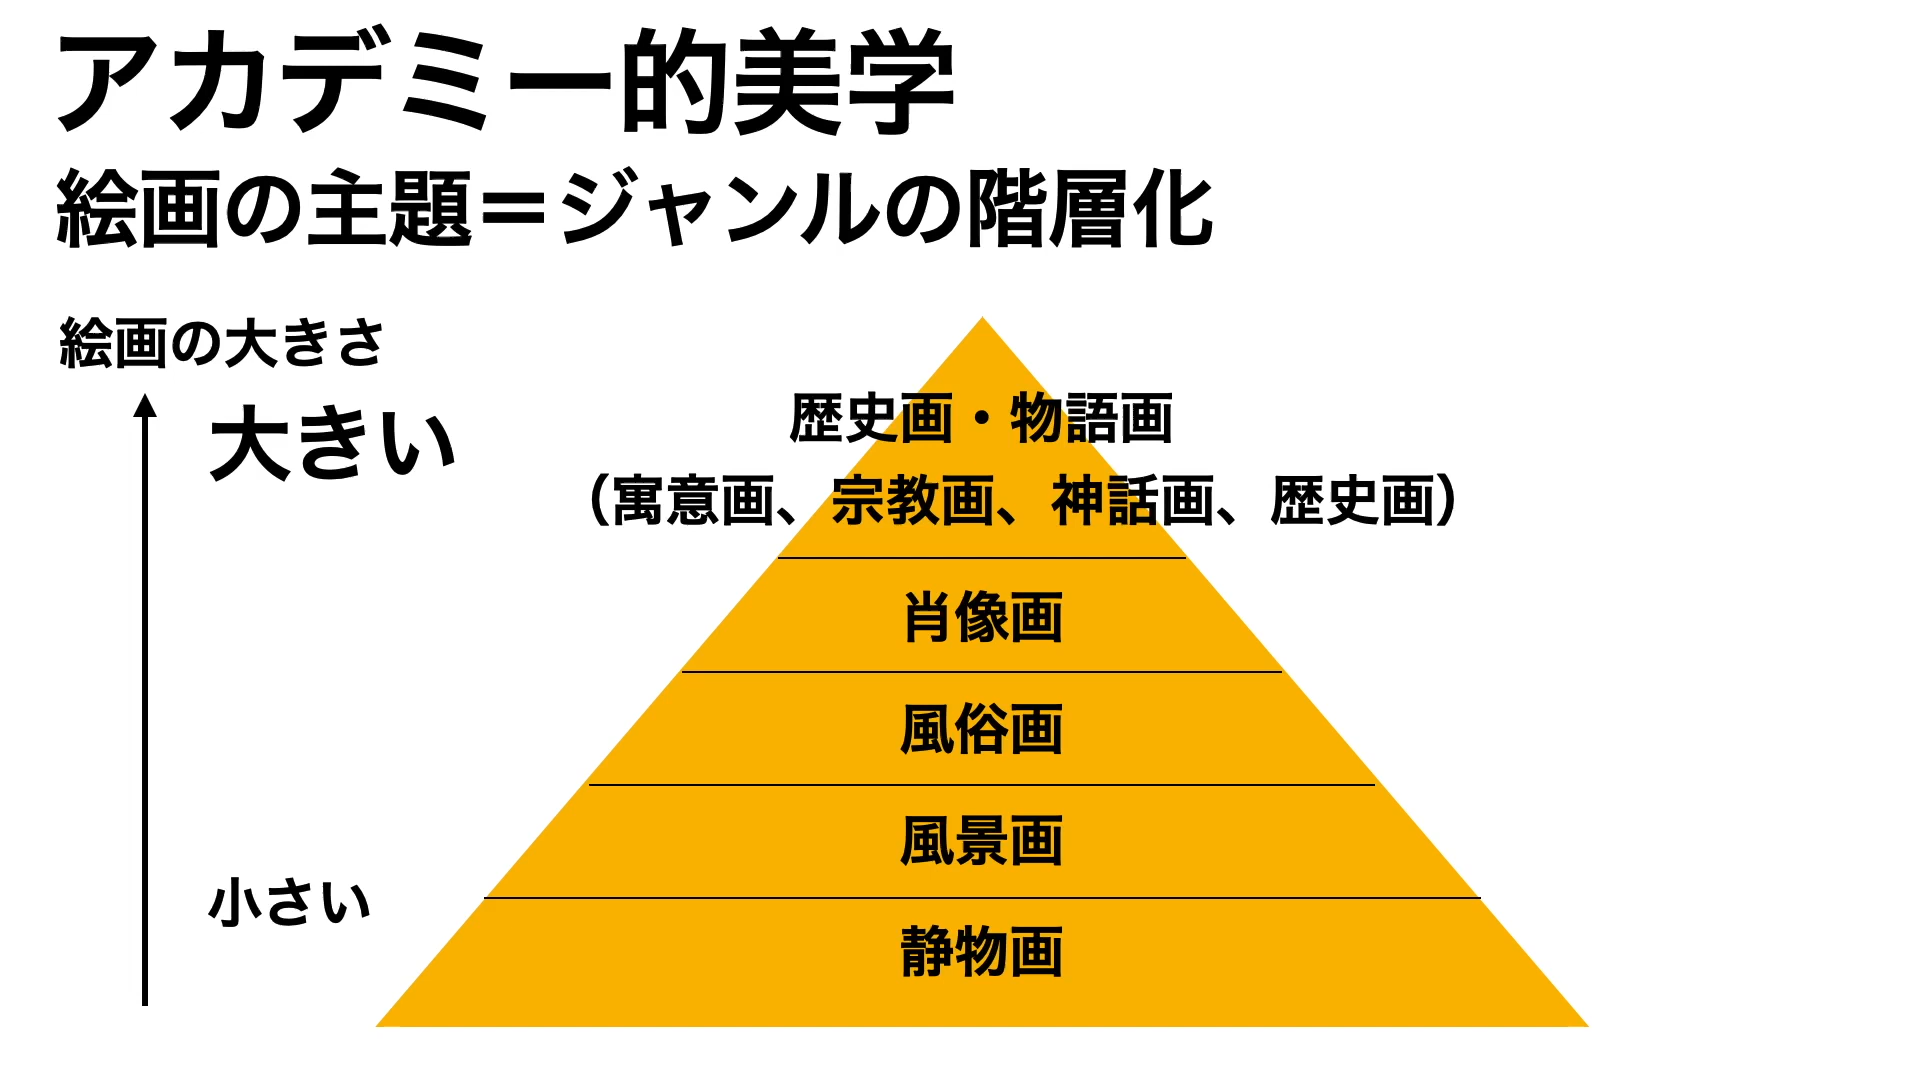 アカデミー的美学
絵画の主題＝ジャンルの階層化
絵画の大きさ
大きい
小さい
歴史画・物語画
（寓意画、宗教画、神話画、歴史画）
肖像画
風俗画
風景画
静物画